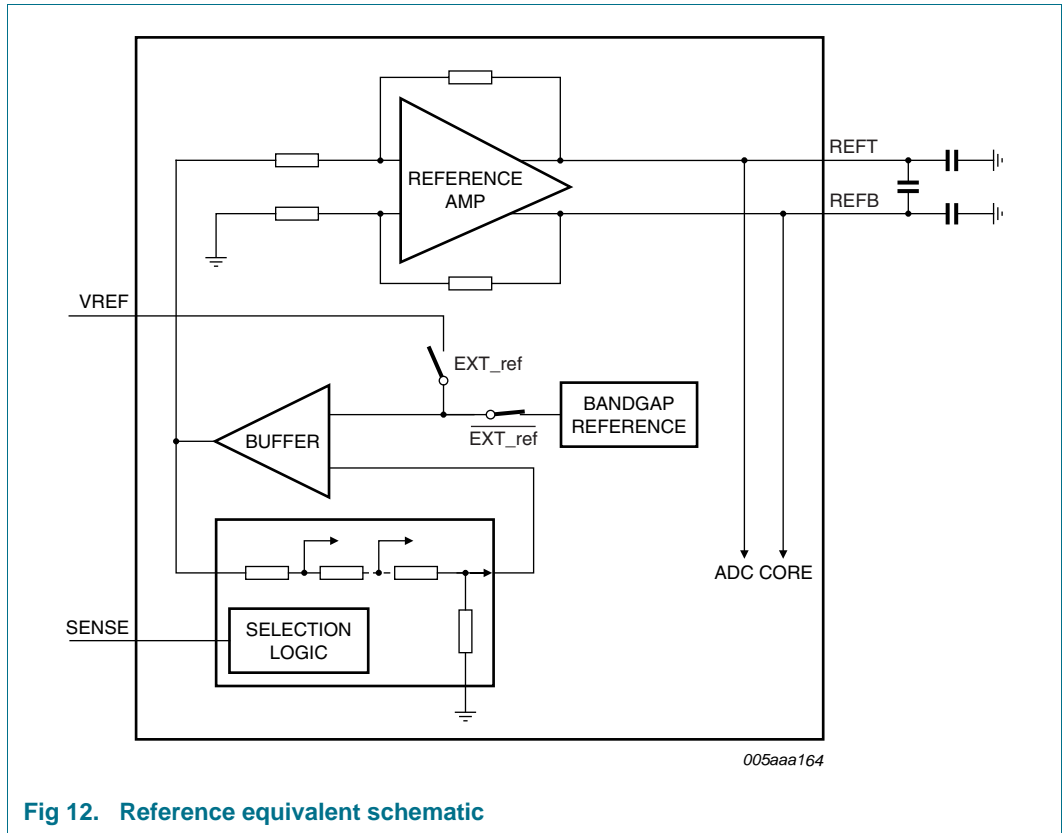 REFERENCE
AMP
REFT
REFB
VREF
EXT_ref
BANDGAP
REFERENCE
EXT_ref
BUFFER
ADC CORE
SENSE
SELECTION
LOGIC
005aaa164
Fig 12. Reference equivalent schematic